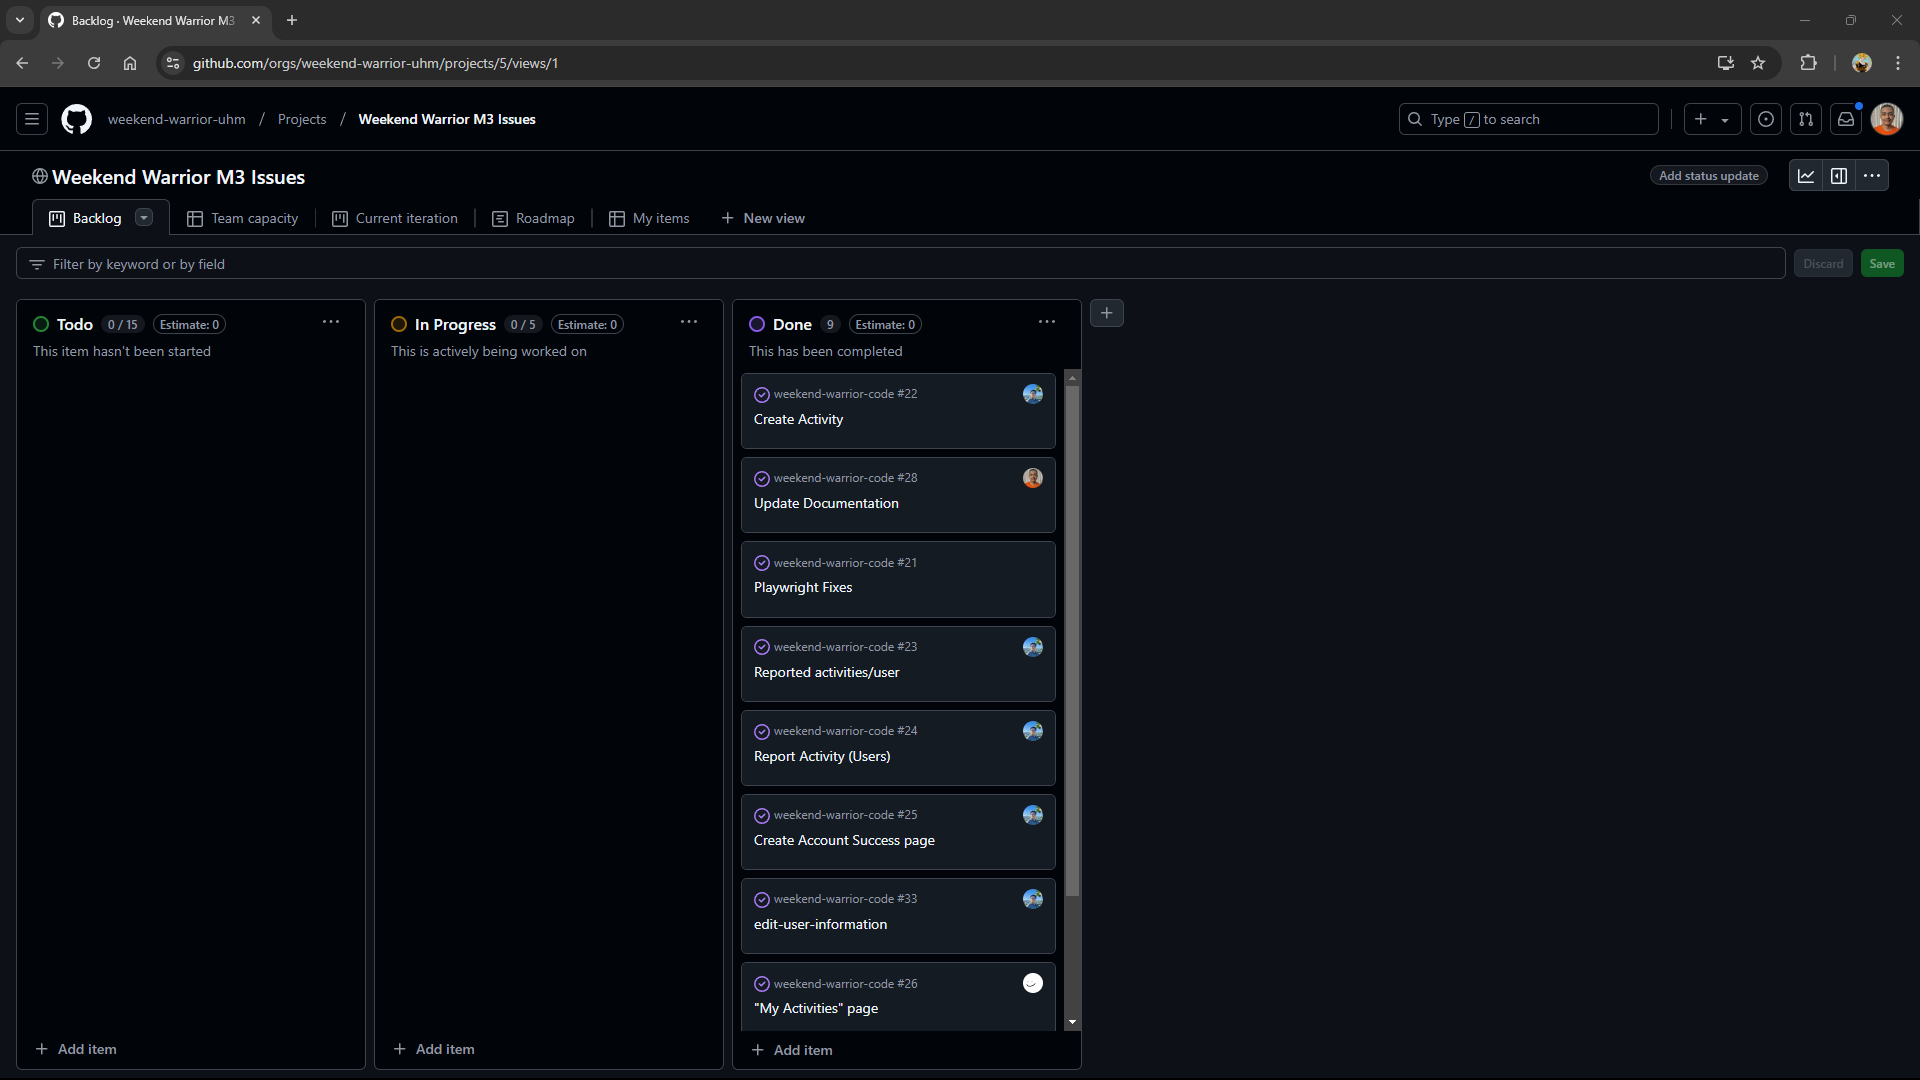 Backlog · Weekend Warrior M3
github.com/orgs/weekend-warrior-uhm/projects/5/views/1
weekend-warrior-uhm / Projects / Weekend Warrior M3 Issues
Type / to search
Weekend Warrior M3 Issues
Add status update
Backlog
Team capacity
Current iteration
Roadmap
My items
New view
Filter by keyword or by field
Discard
Save
Todo 0 / 15 Estimate: 0
This item hasn't been started
Add item
In Progress 0 / 5 Estimate: 0
This is actively being worked on
Add item
Done 9 Estimate: 0
This has been completed
weekend-warrior-code #22
Create Activity
weekend-warrior-code #28
Update Documentation
weekend-warrior-code #21
Playwright Fixes
weekend-warrior-code #23
Reported activities/user
weekend-warrior-code #24
Report Activity (Users)
weekend-warrior-code #25
Create Account Success page
weekend-warrior-code #33
edit-user-information
weekend-warrior-code #26
"My Activities" page
Add item